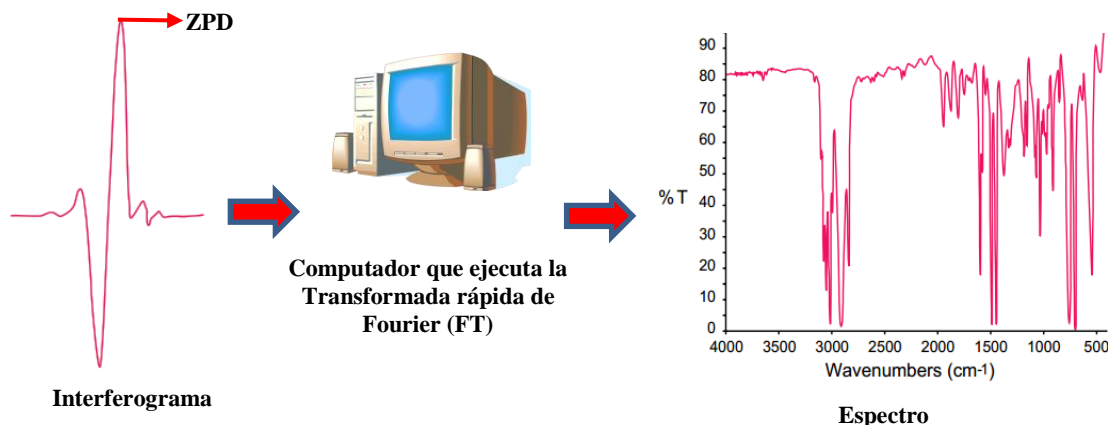 ZPD
Interferograma
Computador que ejecuta la
Transformada rápida de
Fourier (FT)
90
80
70
60
50
%T
40
30
20
10
0
4000 3500 3000 2500 2000 1500 1000 500
Wavenumbers (cm-1)
Espectro